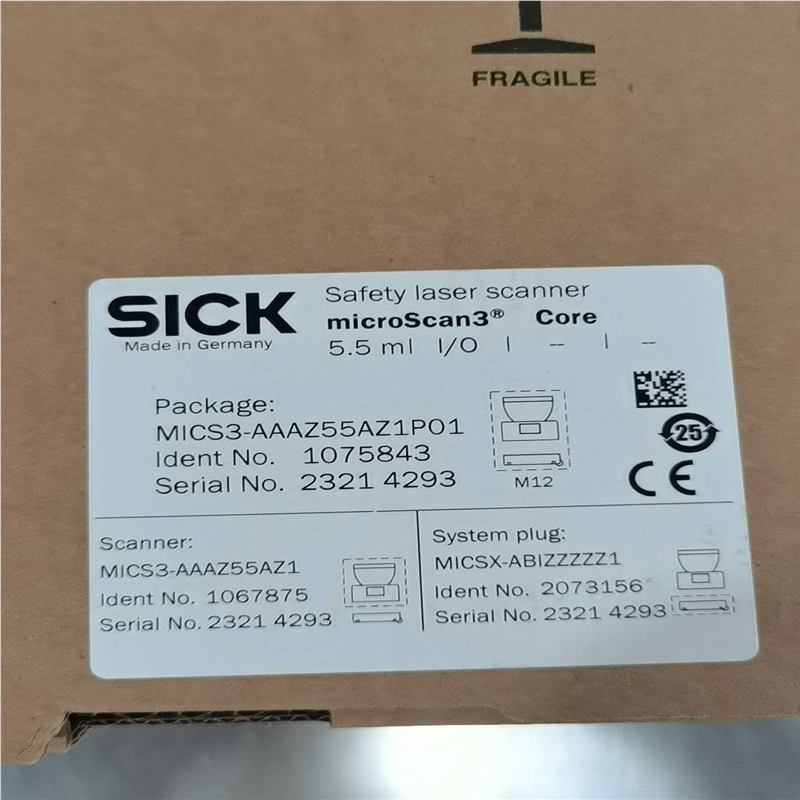 FRAGILE
SICK
Made in Germany
Safety laser scanner
microScan3® Core
5.5 ml I/O | -- | --
Package:
MICS3-AAAZ55AZ1P01
Ident No. 1075843
Serial No. 2321 4293
M12
25
CE
Scanner:
MICS3-AAAZ55AZ1
Ident No. 1067875
Serial No. 2321 4293
System plug:
MICSX-ABIZZZZZ1
Ident No. 2073156
Serial No. 2321 4293